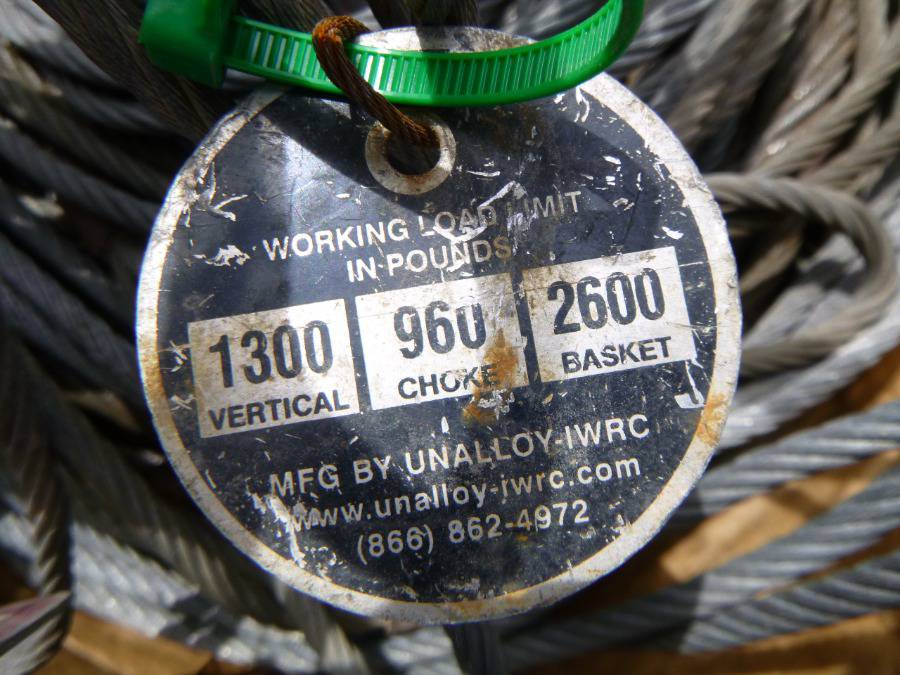 WORKING LOAD LIMIT
IN POUNDS
1300 960 2600
VERTICAL CHOKE BASKET
MFG BY UNALLOY-IWRC
www.unalloy-iwrc.com
(866) 862-4972